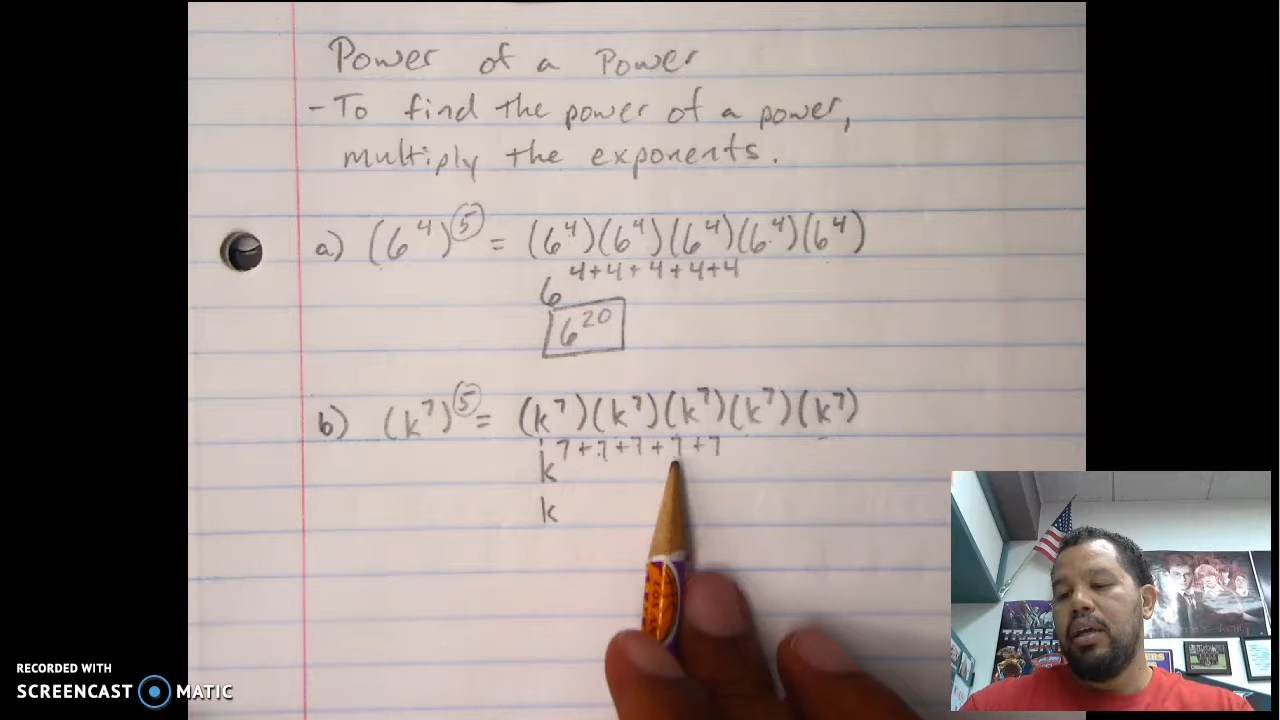 Power of a Power
- To find the power of a power,
multiply the exponents.
a) (6⁴)⁵ = (6⁴)(6⁴)(6⁴)(6⁴)(6⁴)
6⁴⁺⁴⁺⁴⁺⁴⁺⁴
6²⁰
b) (k⁷)⁵ = (k⁷)(k⁷)(k⁷)(k⁷)(k⁷)
k⁷⁺⁷⁺⁷⁺⁷⁺⁷
k
RECORDED WITH
SCREENCAST MATIC
TRANS